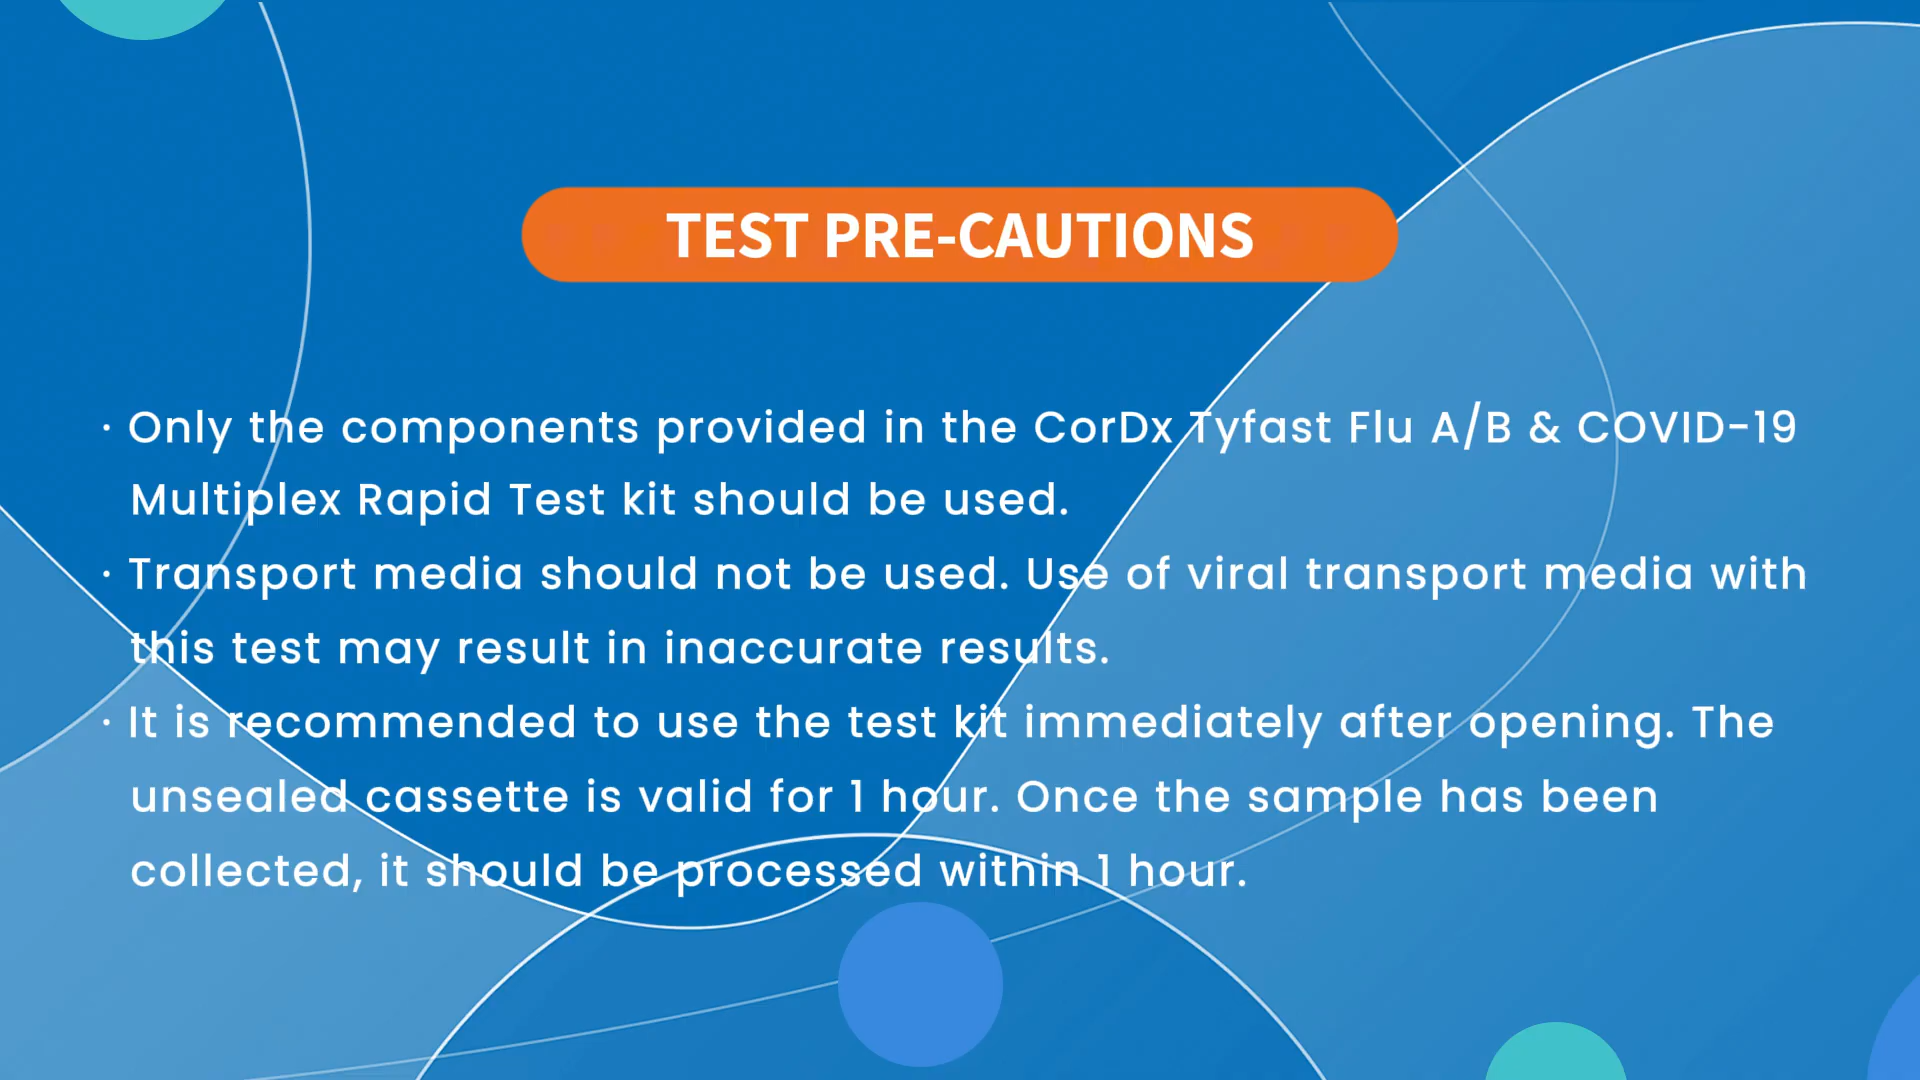 TEST PRE-CAUTIONS
· Only the components provided in the CorDx Tyfast Flu A/B & COVID-19
Multiplex Rapid Test kit should be used.
· Transport media should not be used. Use of viral transport media with
this test may result in inaccurate results.
· It is recommended to use the test kit immediately after opening. The
unsealed cassette is valid for 1 hour. Once the sample has been
collected, it should be processed within 1 hour.